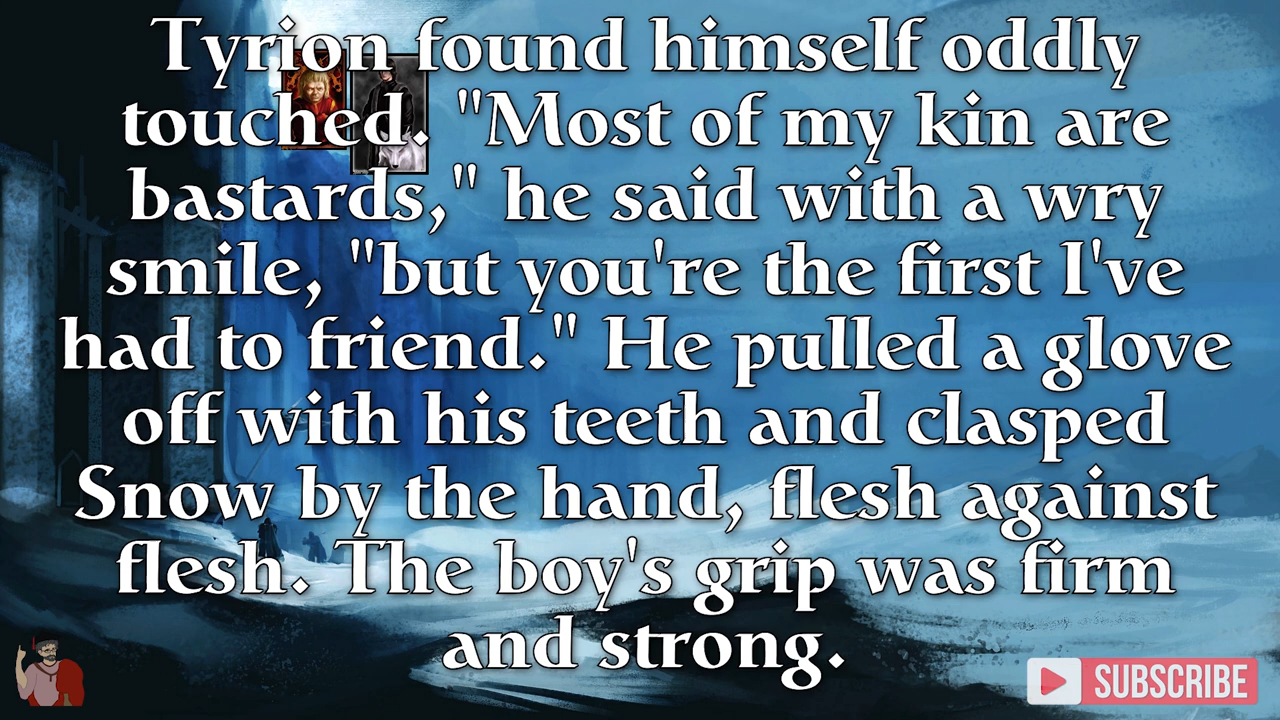 Tyrion found himself oddly
touched. "Most of my kin are
bastards," he said with a wry
smile, "but you're the first I've
had to friend." He pulled a glove
off with his teeth and clasped
Snow by the hand, flesh against
flesh. The boy's grip was firm
and strong.
SUBSCRIBE